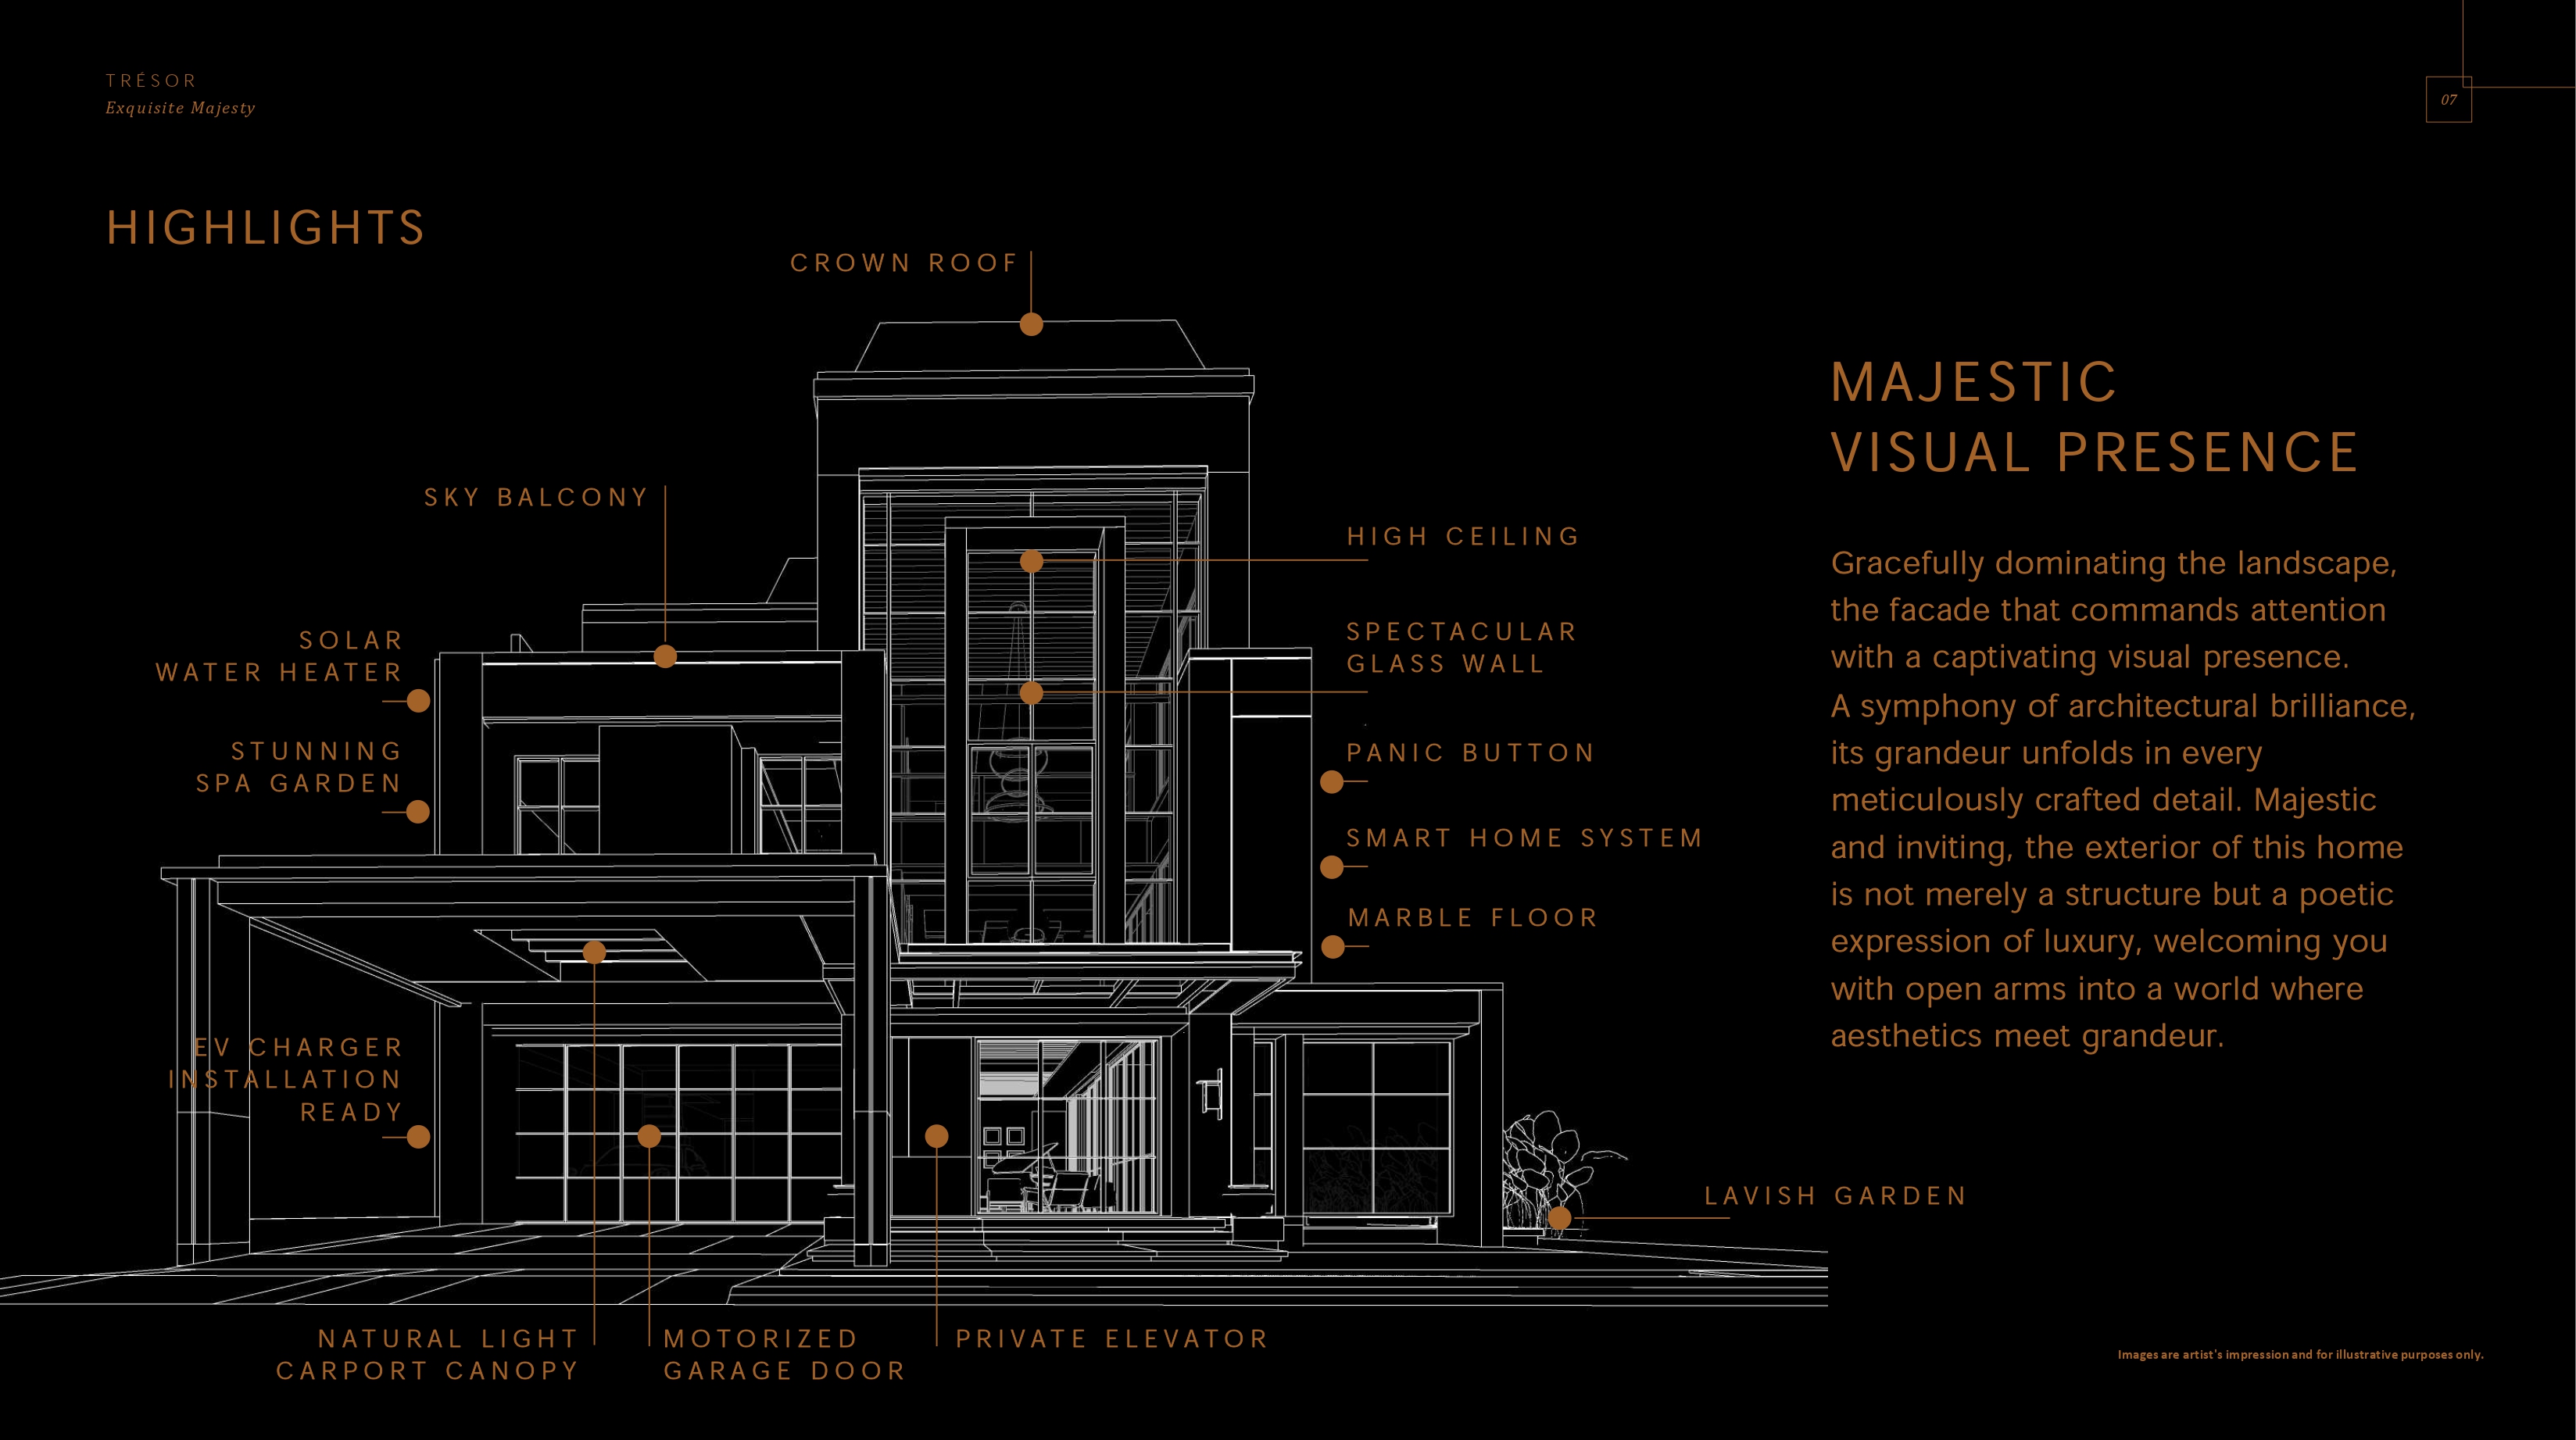 TRÉSOR
Exquisite Majesty
07
HIGHLIGHTS
CROWN ROOF
SKY BALCONY
SOLAR
WATER HEATER
STUNNING
SPA GARDEN
EV CHARGER
INSTALLATION
READY
NATURAL LIGHT
CARPORT CANOPY
MOTORIZED
GARAGE DOOR
PRIVATE ELEVATOR
HIGH CEILING
SPECTACULAR
GLASS WALL
PANIC BUTTON
SMART HOME SYSTEM
MARBLE FLOOR
LAVISH GARDEN
MAJESTIC
VISUAL PRESENCE
Gracefully dominating the landscape,
the facade that commands attention
with a captivating visual presence.
A symphony of architectural brilliance,
its grandeur unfolds in every
meticulously crafted detail. Majestic
and inviting, the exterior of this home
is not merely a structure but a poetic
expression of luxury, welcoming you
with open arms into a world where
aesthetics meet grandeur.
Images are artist's impression and for illustrative purposes only.